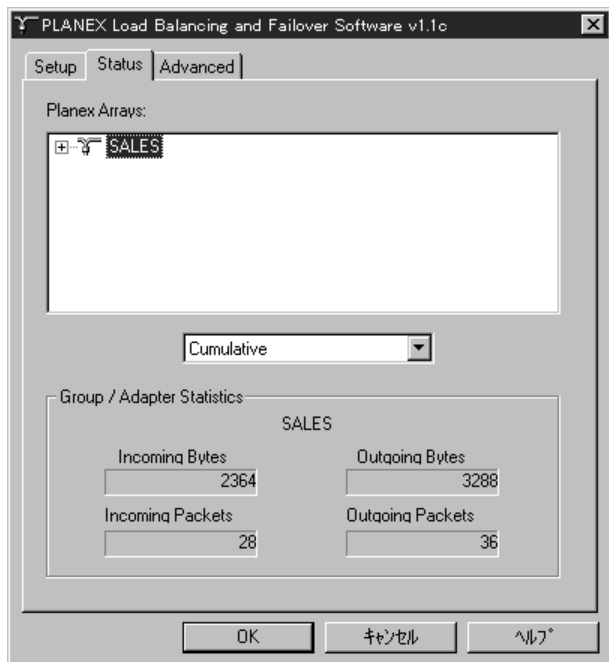 PLANEX Load Balancing and Failover Software v1.1c
Setup Status Advanced
Planex Arrays:
SALES
Cumulative
Group / Adapter Statistics
SALES
Incoming Bytes Outgoing Bytes
2364 3288
Incoming Packets Outgoing Packets
28 36
OK ｷｬﾝｾﾙ ﾍﾙﾌﾟ